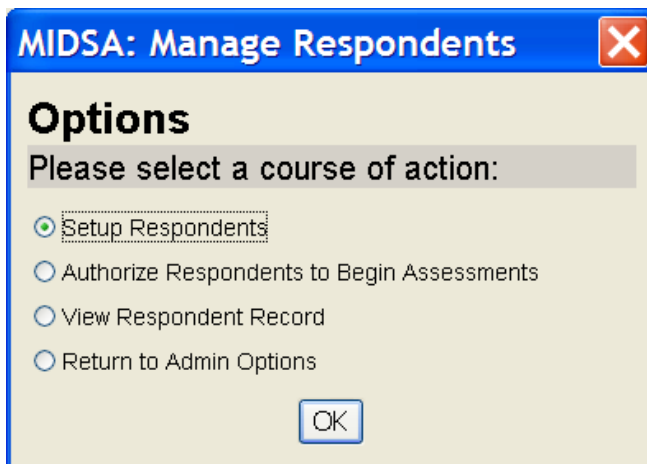 MIDSA: Manage Respondents
Options
Please select a course of action:
Setup Respondents
Authorize Respondents to Begin Assessments
View Respondent Record
Return to Admin Options
OK